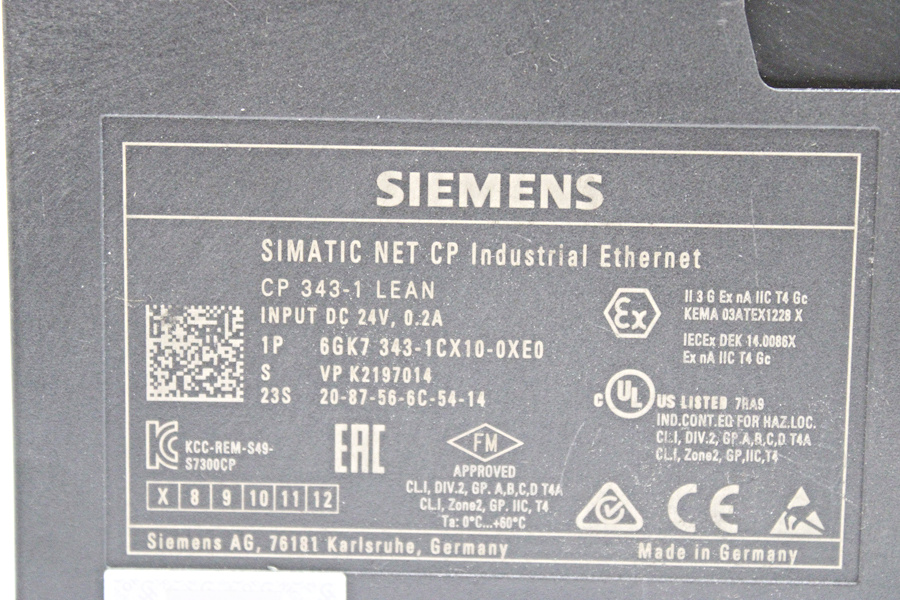 SIEMENS
SIMATIC NET CP Industrial Ethernet
CP 343-1 LEAN
INPUT DC 24V, 0.2A
1P 6GK7 343-1CX10-0XE0
S VP K2197014
23S 20-87-56-6C-54-14
Ex
II 3 G Ex nA IIC T4 Gc
KEMA 03ATEX1228 X
IECEx DEK 14.0086X
Ex nA IIC T4 Gc
c UL US LISTED 7RA9
IND.CONT.EQ FOR HAZ.LOC.
CL.I, DIV.2, GP.A,B,C,D T4A
CL.I, Zone2, GP,IIC,T4
KCC-REM-S49-
S7300CP
EAC
FM
APPROVED
CL.I, DIV.2, GP. A,B,C,D T4A
CL.I, Zone2, GP. IIC, T4
Ta: 0°C...+60°C
X 8 9 10 11 12
CE
Siemens AG, 76181 Karlsruhe, Germany
Made in Germany